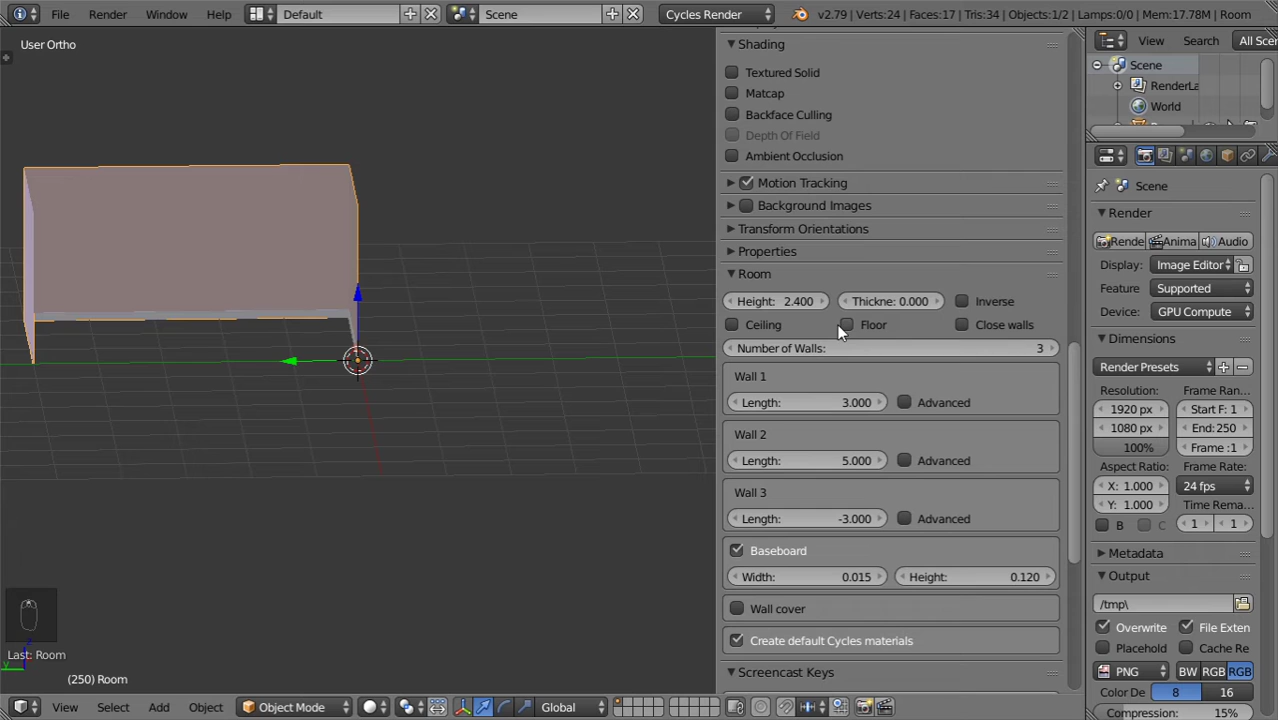 File Render Window Help Default Scene Cycles Render v2.79 | Verts:24 | Faces:17 | Tris:34 | Objects:1/2 | Lamps:0/0 | Mem:17.78M | Room
User Ortho
Last: Room
(250) Room
View Select Add Object Object Mode Global
Shading
Textured Solid
Matcap
Backface Culling
Depth Of Field
Ambient Occlusion
Motion Tracking
Background Images
Transform Orientations
Properties
Room
Height: 2.400 Thickne: 0.000 Inverse
Ceiling Floor Close walls
Number of Walls: 3
Wall 1
Length: 3.000 Advanced
Wall 2
Length: 5.000 Advanced
Wall 3
Length: -3.000 Advanced
Baseboard
Width: 0.015 Height: 0.120
Wall cover
Create default Cycles materials
Screencast Keys
View Search All Sce
Scene
RenderLa
World
Scene
Render
Rende Anima Audio
Display: Image Editor
Feature Supported
Device: GPU Compute
Dimensions
Render Presets
Resolution: Frame Ran...
1920 px Start F: 1
1080 px End: 250
100% Frame :1
Aspect Ratio: Frame Rate:
X: 1.000 24 fps
Y: 1.000 Time Rema...
B C 1 1
Metadata
Output
/tmp\
Overwrite File Exten
Placehold Cache Re
PNG BW RGB RGB
Color De 8 16
Compression: 15%